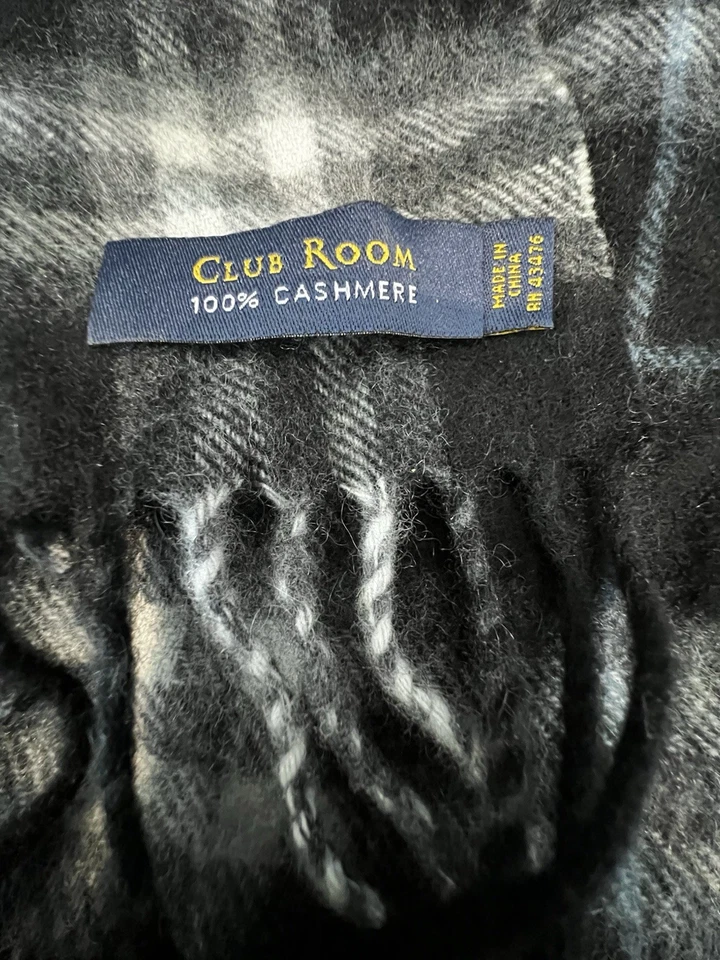 CLUB ROOM
100% CASHMERE
MADE IN
CHINA
RN 43476